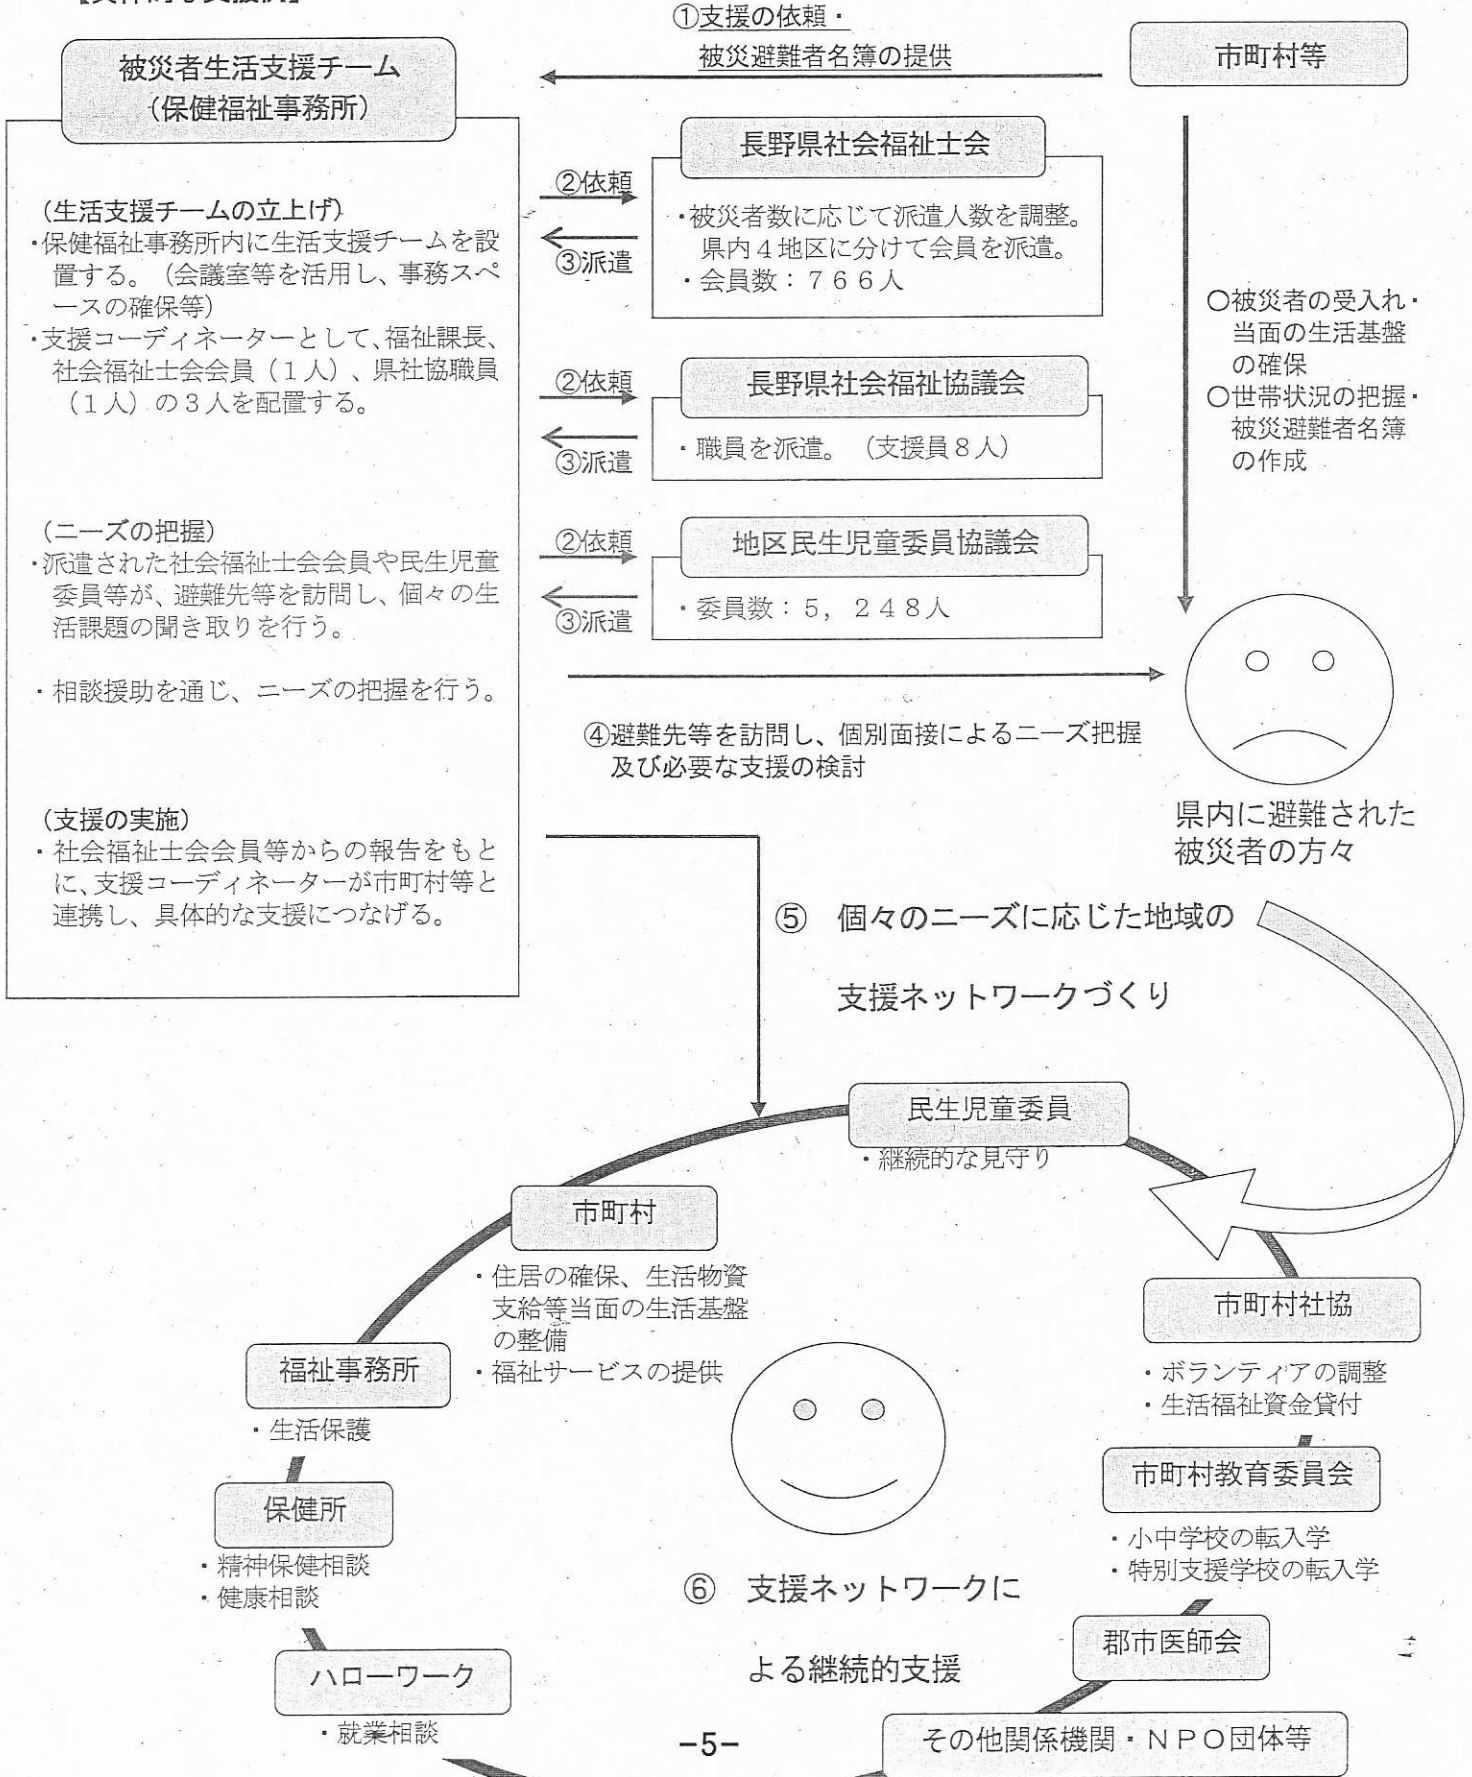 ①支援の依頼・
被災避難者名簿の提供
市町村等
被災者生活支援チーム
(保健福祉事務所)
(生活支援チームの立上げ)
・保健福祉事務所内に生活支援チームを設
置する。(会議室等を活用し、事務スペ
ースの確保等)
・支援コーディネーターとして、福祉課長、
社会福祉士会会員(1人)、県社協職員
(1人)の3人を配置する。
(ニーズの把握)
・派遣された社会福祉士会会員や民生児童
委員等が、避難先等を訪問し、個々の生
活課題の聞き取りを行う。
・相談援助を通じ、ニーズの把握を行う。
(支援の実施)
・社会福祉士会会員等からの報告をもと
に、支援コーディネーターが市町村等と
連携し、具体的な支援につなげる。
②依頼
③派遣
長野県社会福祉士会
・被災者数に応じて派遣人数を調整。
県内4地区に分けて会員を派遣。
・会員数:766人
②依頼
③派遣
長野県社会福祉協議会
・職員を派遣。(支援員8人)
②依頼
③派遣
地区民生児童委員協議会
・委員数:5,248人
○被災者の受入れ・
当面の生活基盤
の確保
○世帯状況の把握・
被災避難者名簿
の作成
④避難先等を訪問し、個別面接によるニーズ把握
及び必要な支援の検討
県内に避難された
被災者の方々
⑤ 個々のニーズに応じた地域の
支援ネットワークづくり
民生児童委員
・継続的な見守り
市町村
・住居の確保、生活物資
支給等当面の生活基盤
の整備
・福祉サービスの提供
市町村社協
・ボランティアの調整
・生活福祉資金貸付
福祉事務所
・生活保護
市町村教育委員会
・小中学校の転入学
・特別支援学校の転入学
保健所
・精神保健相談
・健康相談
⑥ 支援ネットワークに
よる継続的支援
郡市医師会
ハローワーク
・就業相談
その他関係機関・NPO団体等
-5-